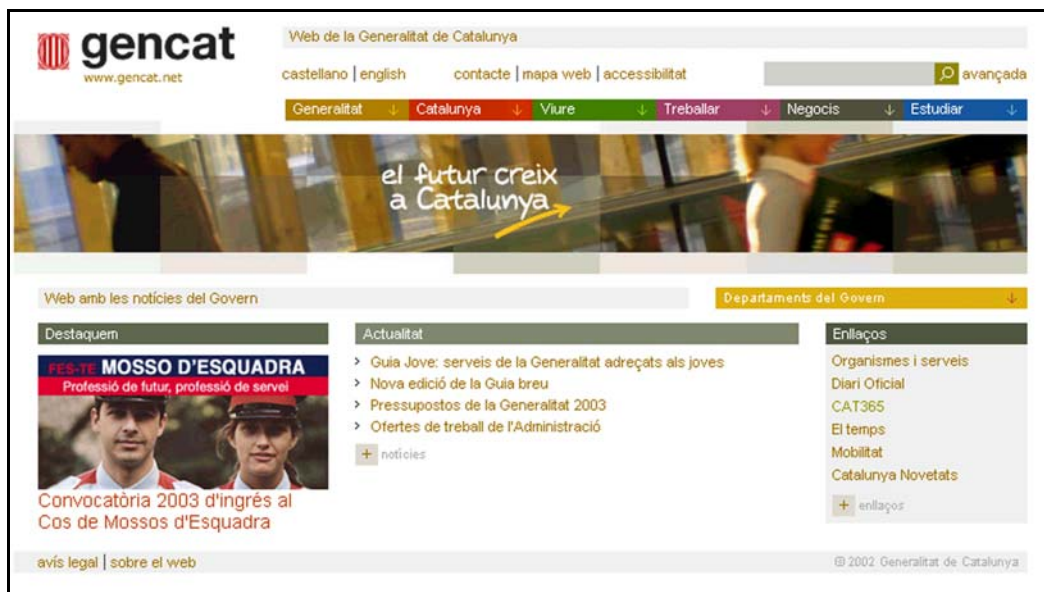 gencat
www.gencat.net
Web de la Generalitat de Catalunya
castellano | english contacte | mapa web | accessibilitat avançada
Generalitat Catalunya Viure Treballar Negocis Estudiar
el futur creix
a Catalunya
Web amb les notícies del Govern
Departaments del Govern
Destaquem
FES-TE MOSSO D'ESQUADRA
Professió de futur, professió de servei
Convocatòria 2003 d'ingrés al
Cos de Mossos d'Esquadra
Actualitat
Guia Jove: serveis de la Generalitat adreçats als joves
Nova edició de la Guia breu
Pressupostos de la Generalitat 2003
Ofertes de treball de l'Administració
+ notícies
Enllaços
Organismes i serveis
Diari Oficial
CAT365
El temps
Mobilitat
Catalunya Novetats
+ enllaços
avís legal | sobre el web
© 2002 Generalitat de Catalunya